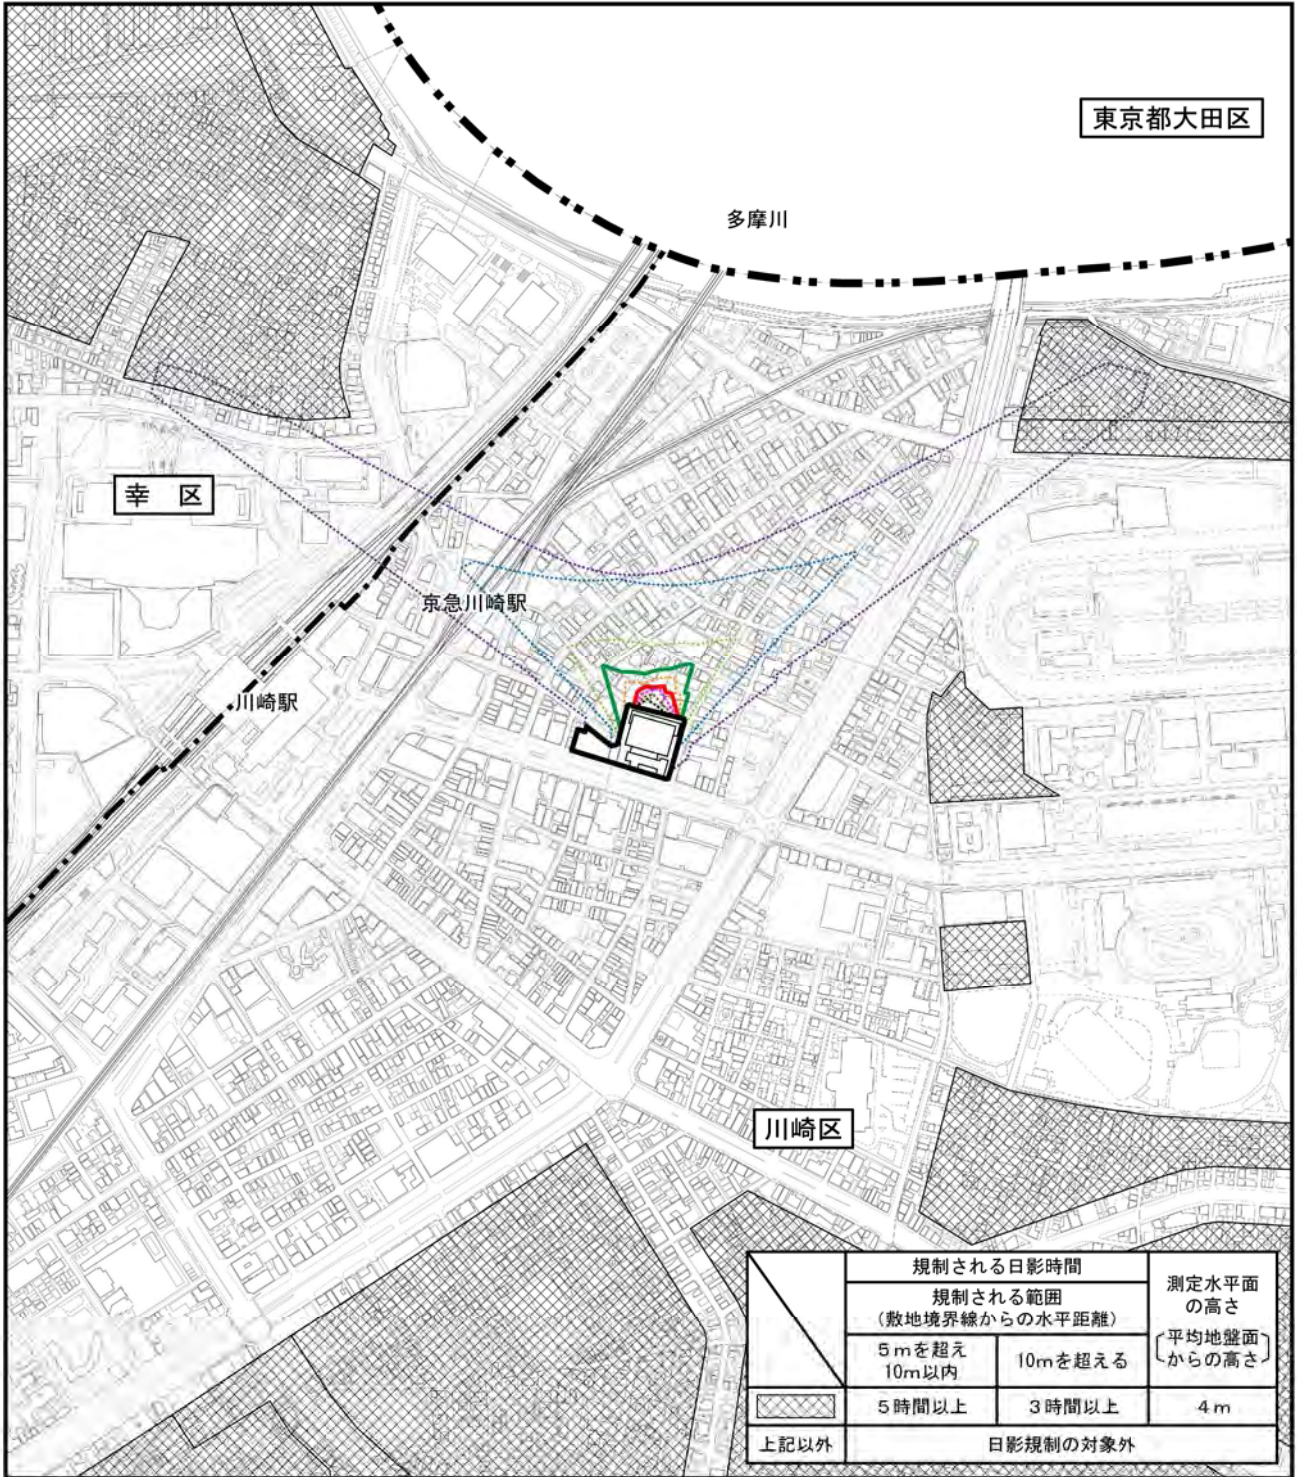 東京都大田区
多摩川
幸 区
京急川崎駅
川崎駅
川崎区
規制される日影時間
規制される範囲
(敷地境界線からの水平距離)
測定水平面
の高さ
〔平均地盤面
からの高さ〕
5mを超え
10m以内
10mを超える
5時間以上
3時間以上
4m
上記以外
日影規制の対象外